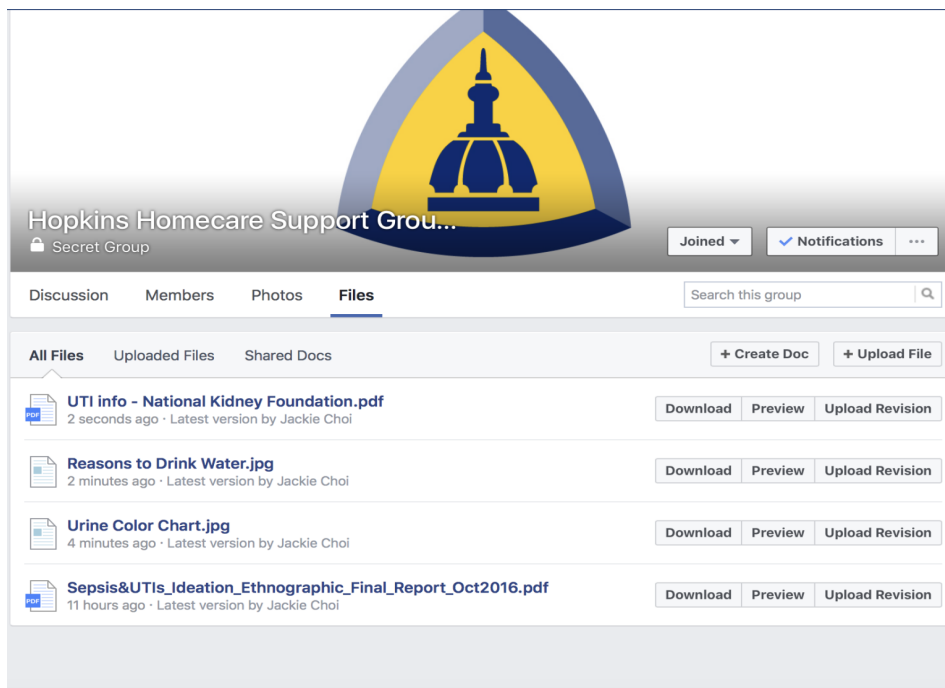 Hopkins Homecare Support Grou...
Secret Group
Joined
Notifications
...
Discussion Members Photos Files
Search this group
All Files Uploaded Files Shared Docs
+ Create Doc + Upload File
UTI info - National Kidney Foundation.pdf
2 seconds ago · Latest version by Jackie Choi
Download Preview Upload Revision
Reasons to Drink Water.jpg
2 minutes ago · Latest version by Jackie Choi
Download Preview Upload Revision
Urine Color Chart.jpg
4 minutes ago · Latest version by Jackie Choi
Download Preview Upload Revision
Sepsis&UTIs_Ideation_Ethnographic_Final_Report_Oct2016.pdf
11 hours ago · Latest version by Jackie Choi
Download Preview Upload Revision
PDF
PDF